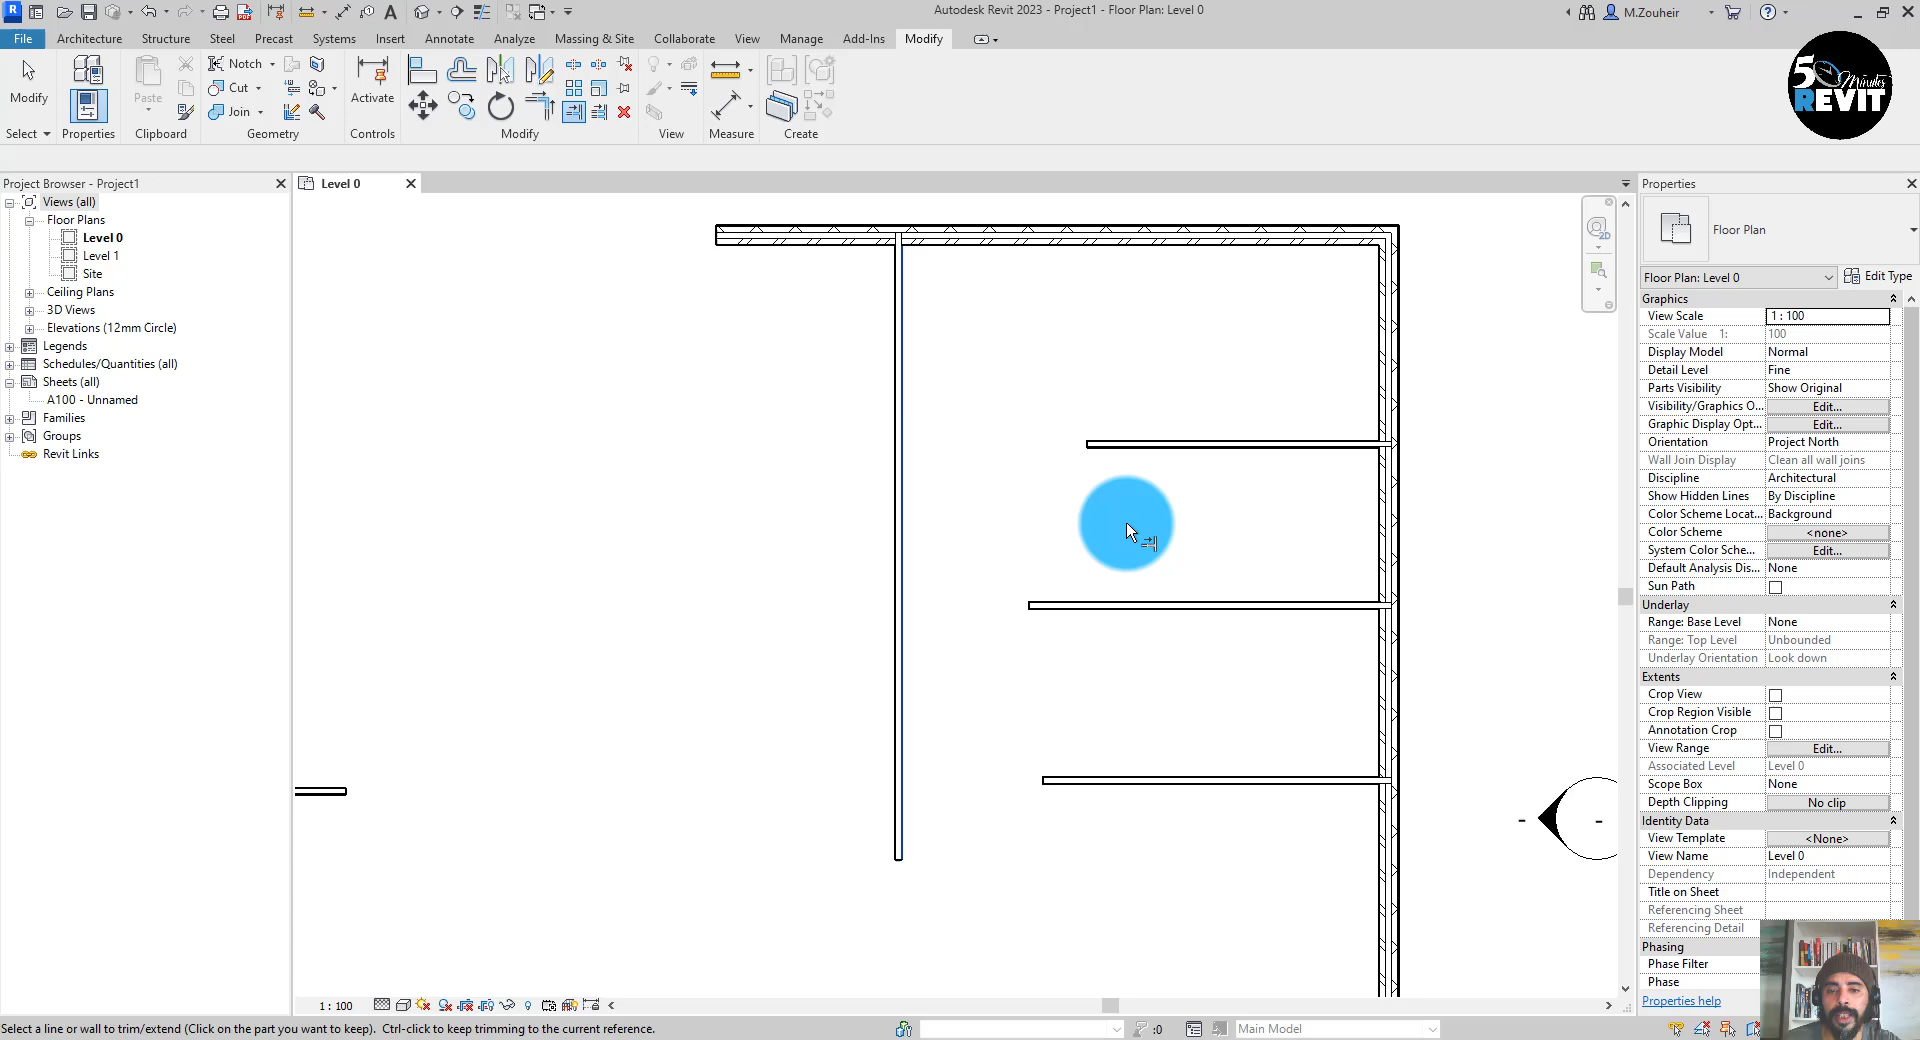 Autodesk Revit 2023 - Project1 - Floor Plan: Level 0
M.Zouheir
File Architecture Structure Steel Precast Systems Insert Annotate Analyze Massing & Site Collaborate View Manage Add-Ins Modify
Modify
Paste
Notch
Cut
Join
Activate
Select Properties Clipboard Geometry Controls Modify View Measure Create
5 Minutes
REVIT
Project Browser - Project1
Views (all)
Floor Plans
Level 0
Level 1
Site
Ceiling Plans
3D Views
Elevations (12mm Circle)
Legends
Schedules/Quantities (all)
Sheets (all)
A100 - Unnamed
Families
Groups
Revit Links
Level 0
2D
Properties
Floor Plan
Floor Plan: Level 0 Edit Type
Graphics
View Scale 1 : 100
Scale Value 1: 100
Display Model Normal
Detail Level Fine
Parts Visibility Show Original
Visibility/Graphics O... Edit...
Graphic Display Opt... Edit...
Orientation Project North
Wall Join Display Clean all wall joins
Discipline Architectural
Show Hidden Lines By Discipline
Color Scheme Locat... Background
Color Scheme <none>
System Color Sche... Edit...
Default Analysis Dis... None
Sun Path
Underlay
Range: Base Level None
Range: Top Level Unbounded
Underlay Orientation Look down
Extents
Crop View
Crop Region Visible
Annotation Crop
View Range Edit...
Associated Level Level 0
Scope Box None
Depth Clipping No clip
Identity Data
View Template <None>
View Name Level 0
Dependency Independent
Title on Sheet
Referencing Sheet
Referencing Detail
Phasing
Phase Filter
Phase
Properties help
1 : 100
Select a line or wall to trim/extend (Click on the part you want to keep). Ctrl-click to keep trimming to the current reference.
:0
Main Model